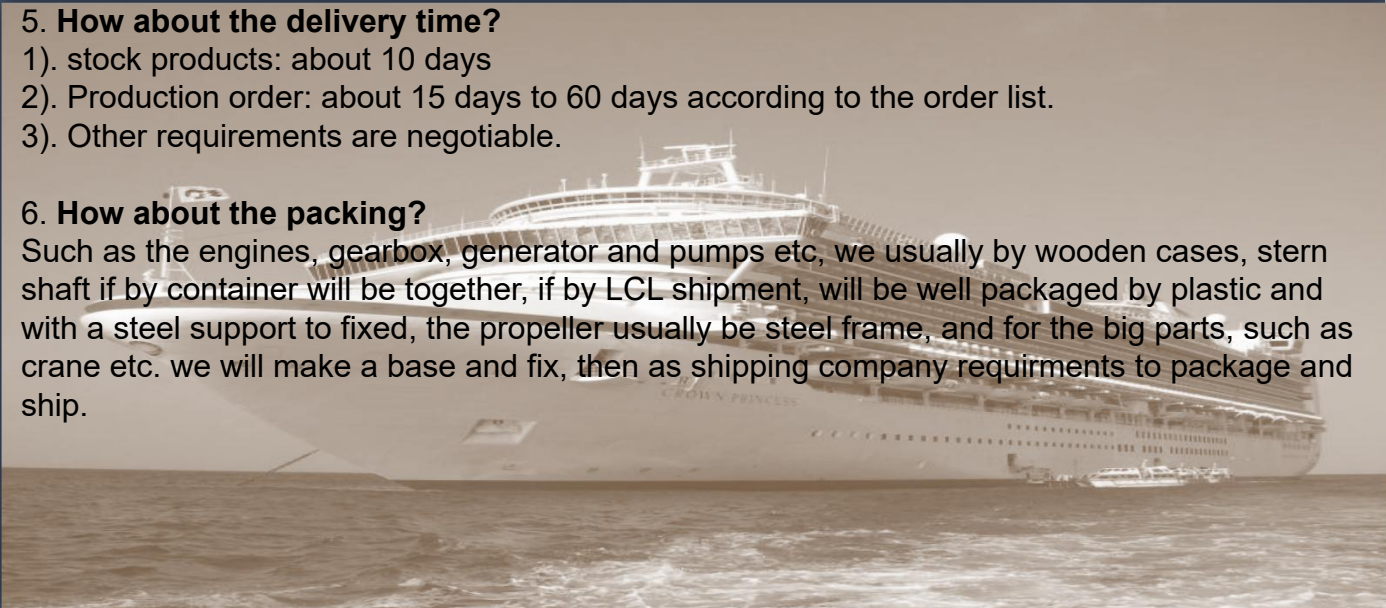 5. How about the delivery time?
1). stock products: about 10 days
2). Production order: about 15 days to 60 days according to the order list.
3). Other requirements are negotiable.
6. How about the packing?
Such as the engines, gearbox, generator and pumps etc, we usually by wooden cases, stern
shaft if by container will be together, if by LCL shipment, will be well packaged by plastic and
with a steel support to fixed, the propeller usually be steel frame, and for the big parts, such as
crane etc. we will make a base and fix, then as shipping company requirments to package and
ship.
CROWN PRINCESS